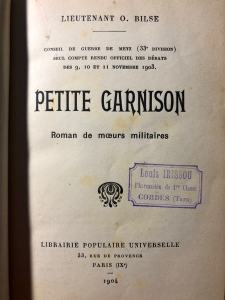 LIEUTENANT O. BILSE
CONSEIL DE GUERRE DE METZ (33e DIVISION)
SEUL COMPTE RENDU OFFICIEL DES DÉBATS
DES 9, 10 ET 11 NOVEMBRE 1903.
PETITE GARNISON
Roman de mœurs militaires
Louis IRISSOU
Pharmacien de 1re Classe
CORDES (Tarn)
LIBRAIRIE POPULAIRE UNIVERSELLE
33, RUE DE PROVENCE
PARIS (IXe)
1904